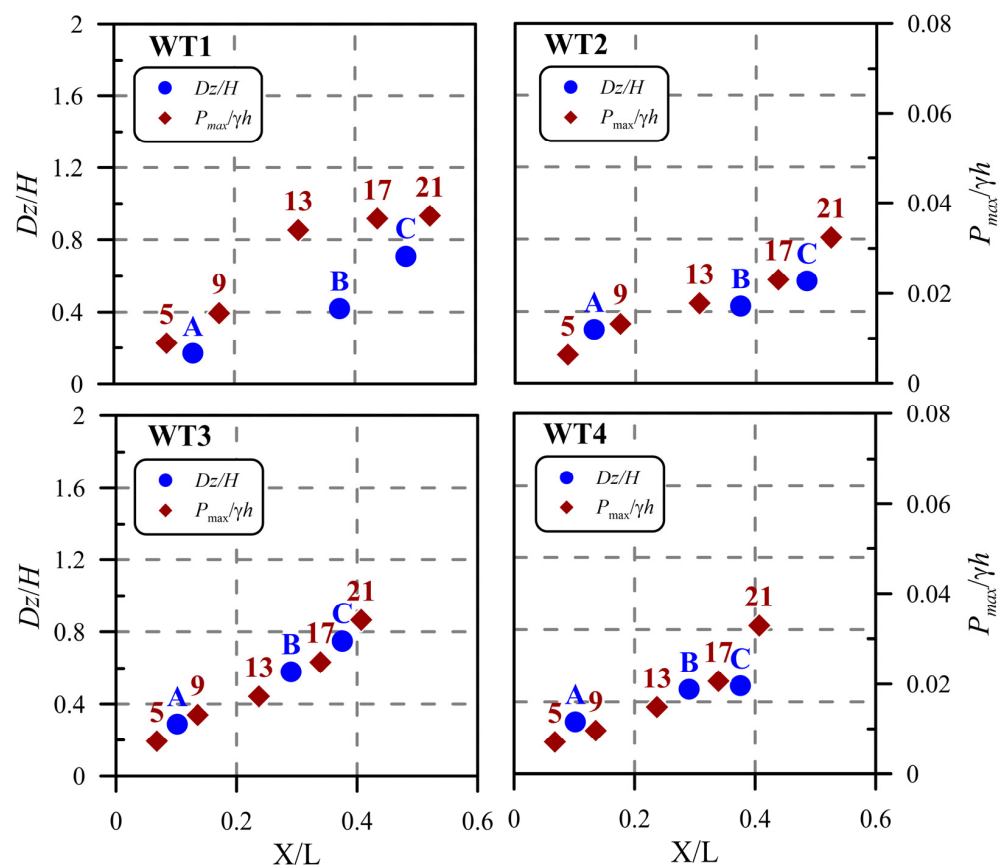 2
1.6
1.2
0.8
0.4
0
Dz/H
WT1
Dz/H
Pmax/γh
5
A
9
13
B
17
C
21
WT2
Dz/H
Pmax/γh
5
A
9
13
B
17
C
21
0.08
0.06
0.04
0.02
0
Pmax/γh
2
1.6
1.2
0.8
0.4
0
Dz/H
WT3
Dz/H
Pmax/γh
5
A
9
13
B
17
C
21
0 0.2 0.4 0.6
X/L
WT4
Dz/H
Pmax/γh
5
A
9
13
B
17
C
21
0.08
0.06
0.04
0.02
0
Pmax/γh
0 0.2 0.4 0.6
X/L